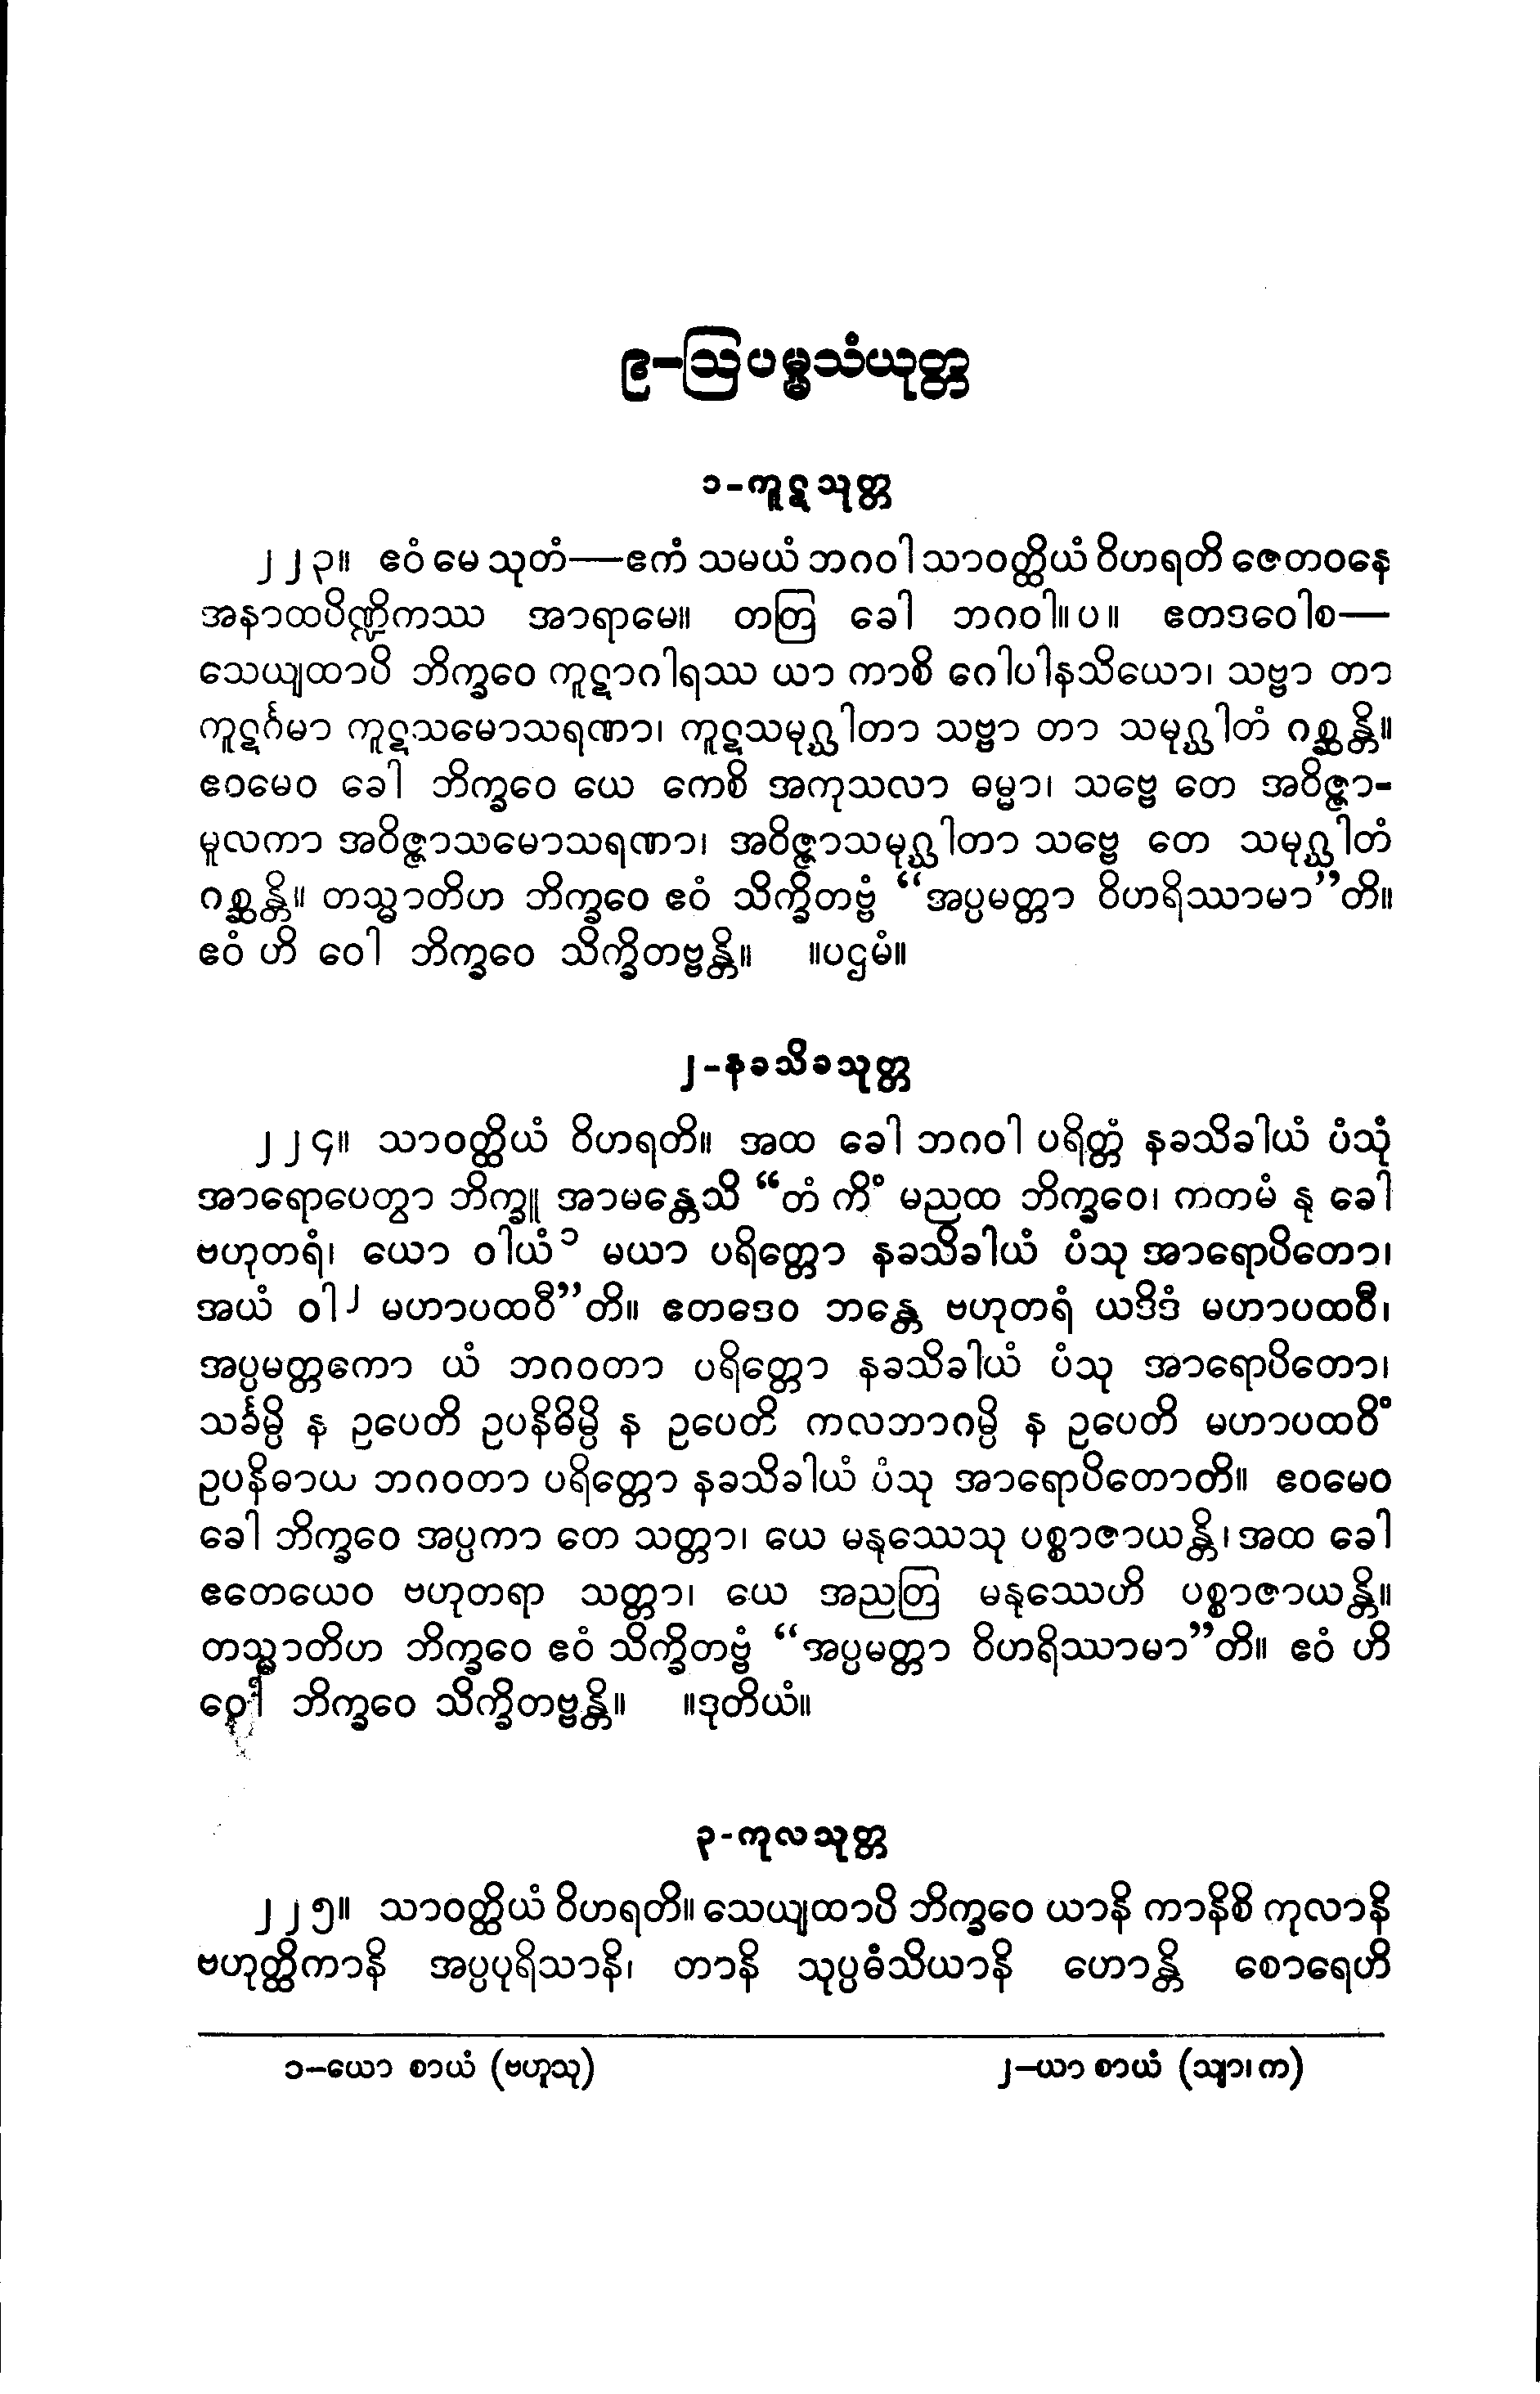 ၉-ဩပမ္မသံယုတ္တ
၁-ကူဋသုတ္တ
၂၂၃။ ဧဝံ မေ သုတံ—ဧကံ သမယံ ဘဂဝါ သာဝတ္ထိယံ ဝိဟရတိ ဇေတဝနေ
အနာထပိဏ္ဍိကဿ အာရာမေ။ တတြ ခေါ ဘဂဝါ။ပ။ ဧတဒဝေါစ—
သေယျထာပိ ဘိက္ခဝေ ကူဋာဂါရဿ ယာ ကာစိ ဂေါပါနသိယော၊ သဗ္ဗာ တာ
ကူဋင်္ဂမာ ကူဋသမောသရဏာ၊ ကူဋသမုဂ္ဃါတာ သဗ္ဗာ တာ သမုဂ္ဃါတံ ဂစ္ဆန္တိ။
ဧဝမေဝ ခေါ ဘိက္ခဝေ ယေ ကေစိ အကုသလာ ဓမ္မာ၊ သဗ္ဗေ တေ အဝိဇ္ဇာ-
မူလကာ အဝိဇ္ဇာသမောသရဏာ၊ အဝိဇ္ဇာသမုဂ္ဃါတာ သဗ္ဗေ တေ သမုဂ္ဃါတံ
ဂစ္ဆန္တိ။ တသ္မာတိဟ ဘိက္ခဝေ ဧဝံ သိက္ခိတဗ္ဗံ “အပ္ပမတ္တာ ဝိဟရိဿာမာ”တိ။
ဧဝံ ဟိ ဝေါ ဘိက္ခဝေ သိက္ခိတဗ္ဗန္တိ။ ။ပဌမံ။
၂-နခသိခသုတ္တ
၂၂၄။ သာဝတ္ထိယံ ဝိဟရတိ။ အထ ခေါ ဘဂဝါ ပရိတ္တံ နခသိခါယံ ပံသုံ
အာရောပေတွာ ဘိက္ခူ အာမန္တေသိ “တံ ကိံ မညထ ဘိက္ခဝေ၊ ကတမံ နု ခေါ
ဗဟုတရံ၊ ယော ဝါယံ၁ မယာ ပရိတ္တော နခသိခါယံ ပံသု အာရောပိတော၊
အယံ ဝါ၂ မဟာပထဝီ”တိ။ ဧတဒေဝ ဘန္တေ ဗဟုတရံ ယဒိဒံ မဟာပထဝီ၊
အပ္ပမတ္တကော ယံ ဘဂဝတာ ပရိတ္တော နခသိခါယံ ပံသု အာရောပိတော၊
သင်္ခမ္ပိ န ဥပေတိ ဥပနိဓိမ္ပိ န ဥပေတိ ကလဘာဂမ္ပိ န ဥပေတိ မဟာပထဝိံ
ဥပနိဓာယ ဘဂဝတာ ပရိတ္တော နခသိခါယံ ပံသု အာရောပိတောတိ။ ဧဝမေဝ
ခေါ ဘိက္ခဝေ အပ္ပကာ တေ သတ္တာ၊ ယေ မနုဿေသု ပစ္စာဇာယန္တိ၊ အထ ခေါ
ဧတေယေဝ ဗဟုတရာ သတ္တာ၊ ယေ အညတြ မနုဿေဟိ ပစ္စာဇာယန္တိ။
တသ္မာတိဟ ဘိက္ခဝေ ဧဝံ သိက္ခိတဗ္ဗံ “အပ္ပမတ္တာ ဝိဟရိဿာမာ”တိ။ ဧဝံ ဟိ
ဝေါ ဘိက္ခဝေ သိက္ခိတဗ္ဗန္တိ။ ။ဒုတိယံ။
၃-ကုလသုတ္တ
၂၂၅။ သာဝတ္ထိယံ ဝိဟရတိ။ သေယျထာပိ ဘိက္ခဝေ ယာနိ ကာနိစိ ကုလာနိ
ဗဟုတ္ထိကာနိ အပ္ပပုရိသာနိ၊ တာနိ သုပ္ပဓံသိယာနိ ဟောန္တိ စောရေဟိ
၁-ယော စာယံ (ဗဟူသု) ၂-ယာ စာယံ (သျာ၊ က)